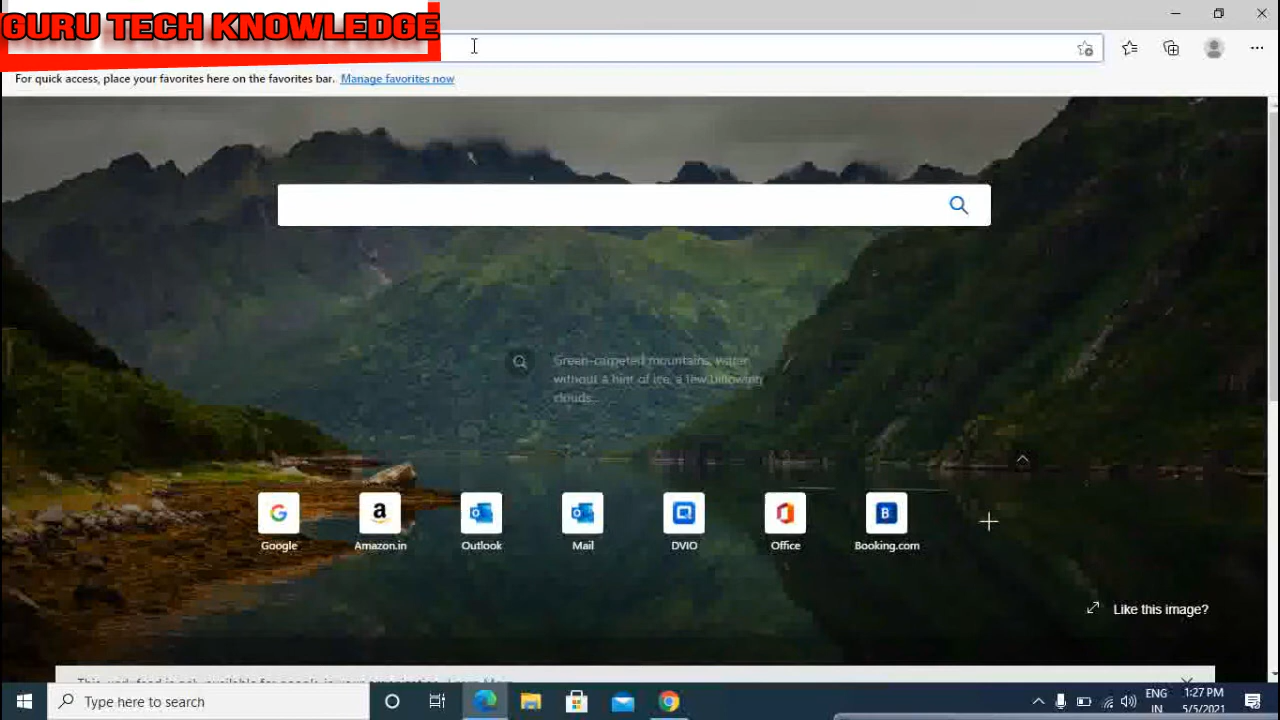 GURU TECH KNOWLEDGE
For quick access, place your favorites here on the favorites bar. Manage favorites now
Green-carpeted mountains, water
without a hint of ice, a few billowing
clouds...
Google
Amazon.in
Outlook
Mail
DVIO
Office
Booking.com
Like this image?
Type here to search
ENG
IN
1:27 PM
5/5/2021